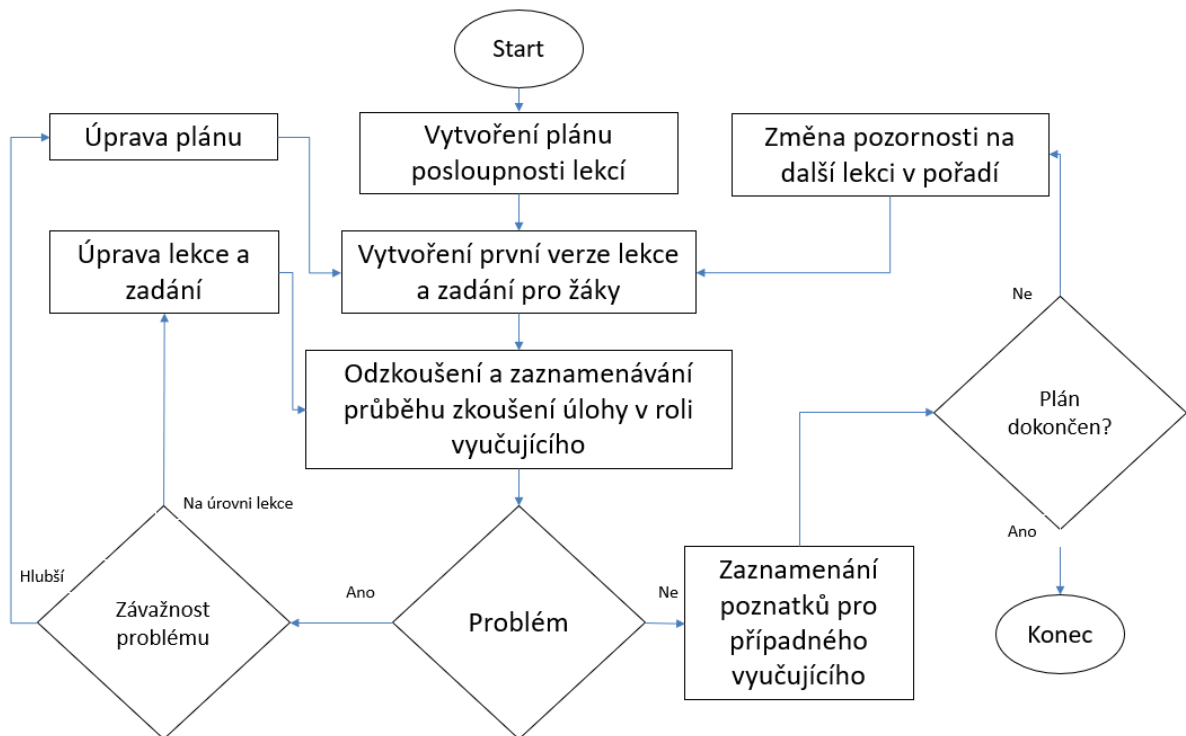 Start
Úprava plánu
Vytvoření plánu
posloupnosti lekcí
Změna pozornosti na
další lekci v pořadí
Úprava lekce a
zadání
Vytvoření první verze lekce
a zadání pro žáky
Ne
Odzkoušení a zaznamenávání
průběhu zkoušení úlohy v roli
vyučujícího
Plán
dokončen?
Na úrovni lekce
Ano
Hlubší
Závažnost
problému
Ano
Problém
Ne
Zaznamenání
poznatků pro
případného
vyučujícího
Konec